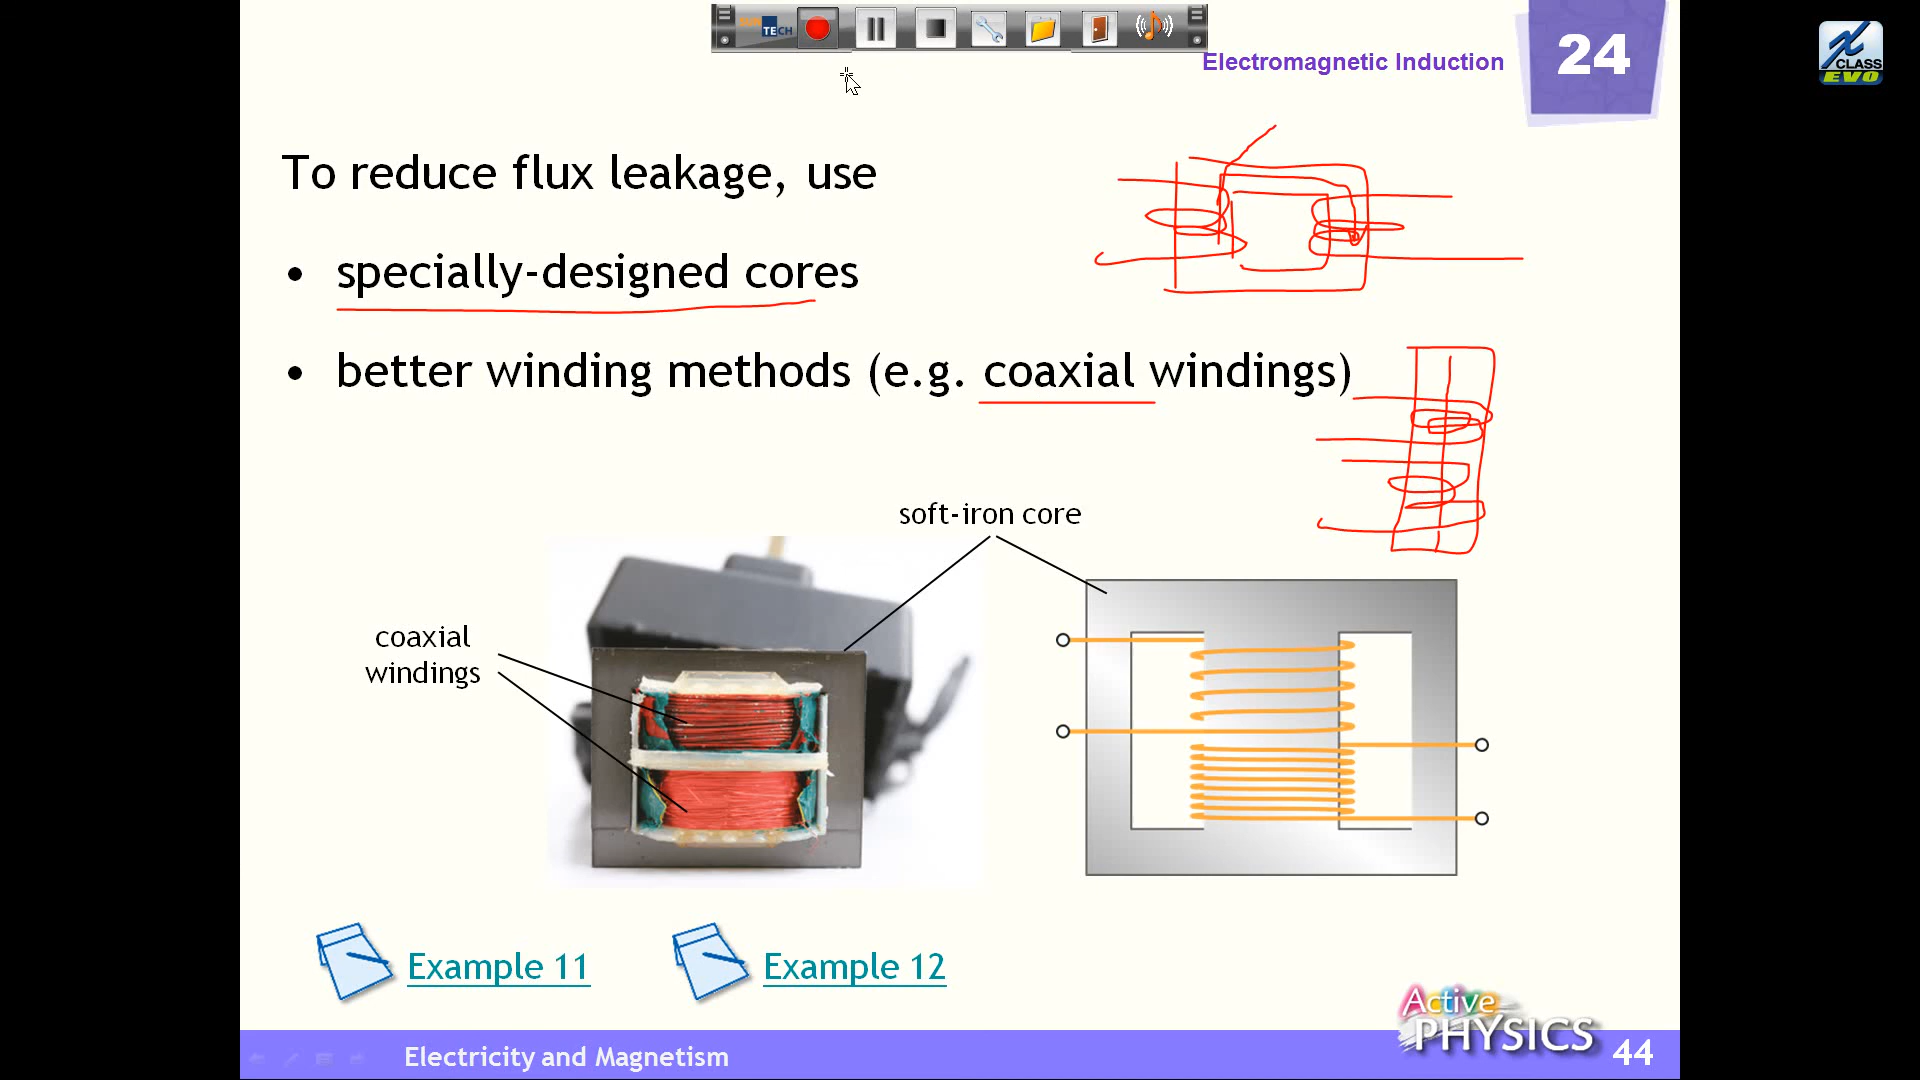 TECH
Electromagnetic Induction
24
CLASS
EVO
To reduce flux leakage, use
• specially-designed cores
• better winding methods (e.g. coaxial windings)
soft-iron core
coaxial
windings
Example 11
Example 12
Active
PHYSICS
Electricity and Magnetism
44